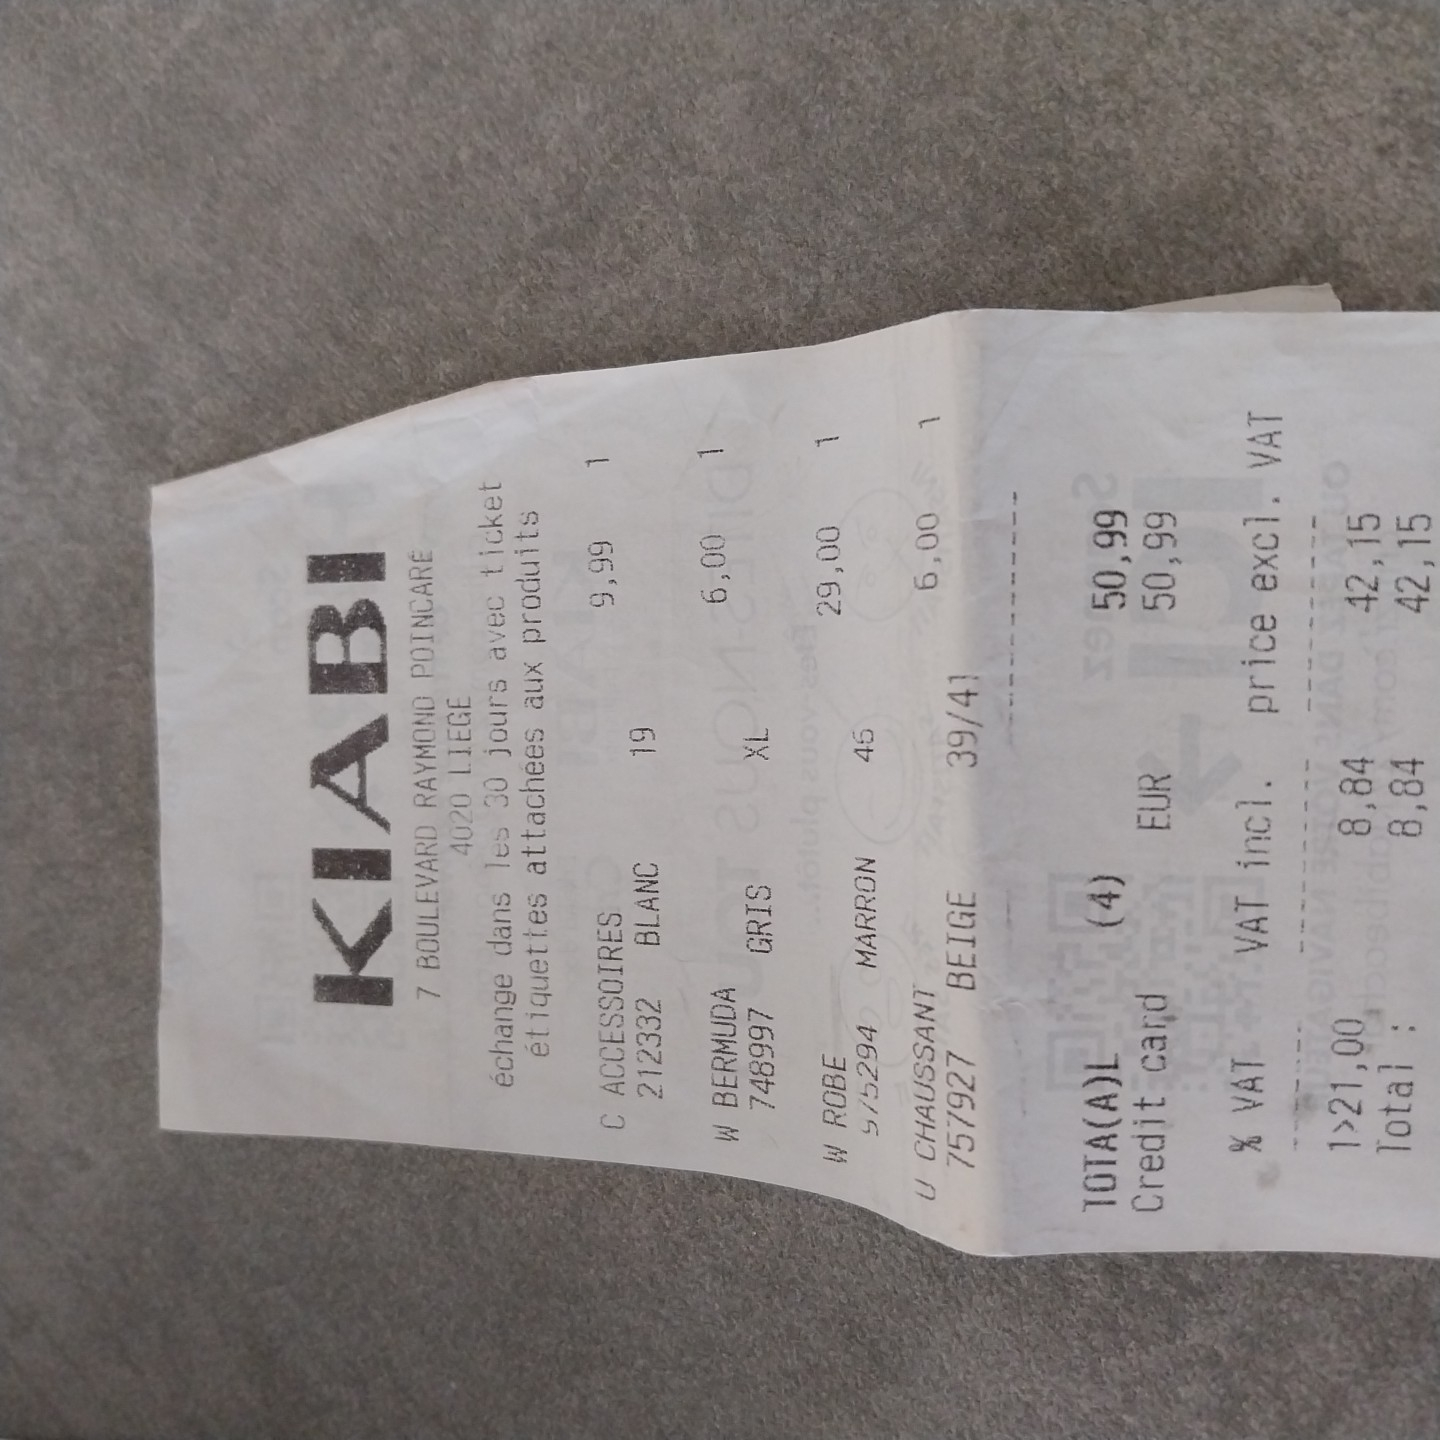 KIABI
7 BOULEVARD RAYMOND POINCARÉ
4020 LIEGE
échange dans les 30 jours avec ticket
étiquettes attachées aux produits
C ACCESSOIRES 9,99 1
212332 BLANC 19
W BERMUDA 6,00 1
748997 GRIS XL
W ROBE 29,00 1
975294 MARRON 46
U CHAUSSANT 6,00 1
757927 BEIGE 39/41
TOTA(A)L (4) 50,99
Credit card EUR 50,99
% VAT VAT incl. price excl. VAT
1>21,00 8,84 42,15
Total : 8,84 42,15